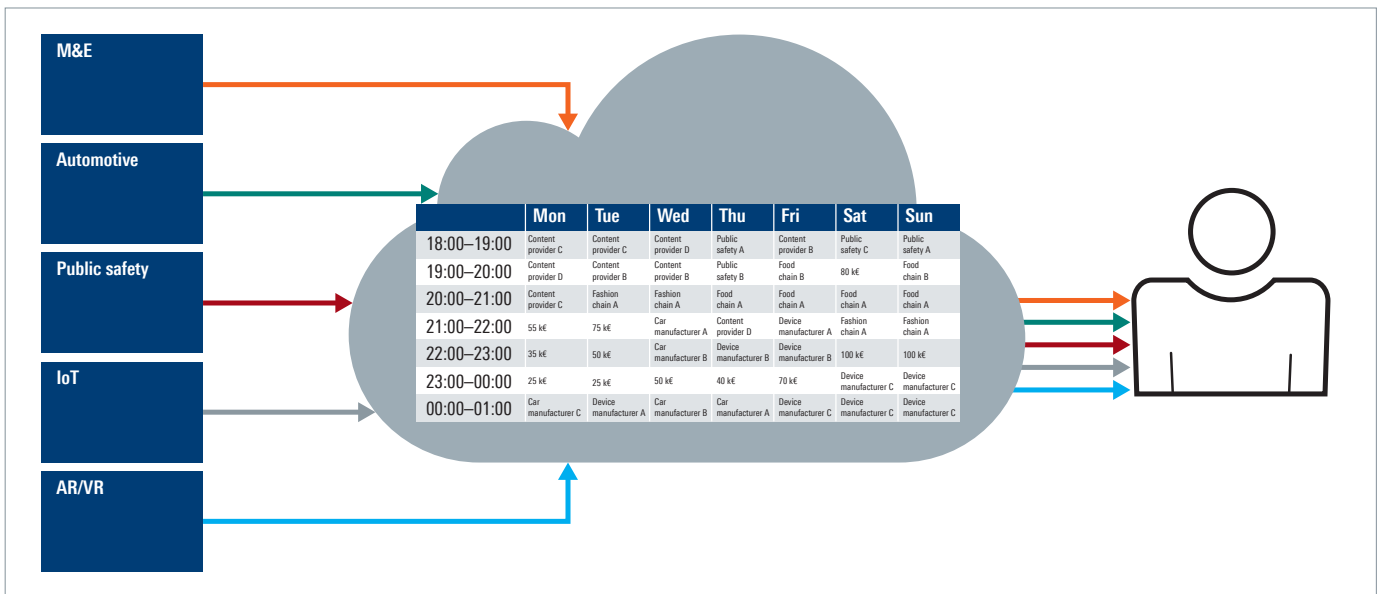 M&E
Automotive
Public safety
IoT
AR/VR
Mon Tue Wed Thu Fri Sat Sun
18:00–19:00 Content provider C Content provider C Content provider D Public safety A Content provider B Public safety C Public safety A
19:00–20:00 Content provider D Content provider B Content provider B Public safety B Food chain B 80 k€ Food chain B
20:00–21:00 Content provider C Fashion chain A Fashion chain A Food chain A Food chain A Food chain A Food chain A
21:00–22:00 55 k€ 75 k€ Car manufacturer A Content provider D Device manufacturer A Fashion chain A Fashion chain A
22:00–23:00 35 k€ 50 k€ Car manufacturer B Device manufacturer B Device manufacturer B 100 k€ 100 k€
23:00–00:00 25 k€ 25 k€ 50 k€ 40 k€ 70 k€ Device manufacturer C Device manufacturer C
00:00–01:00 Car manufacturer C Device manufacturer A Car manufacturer B Car manufacturer A Device manufacturer C Device manufacturer C Device manufacturer C